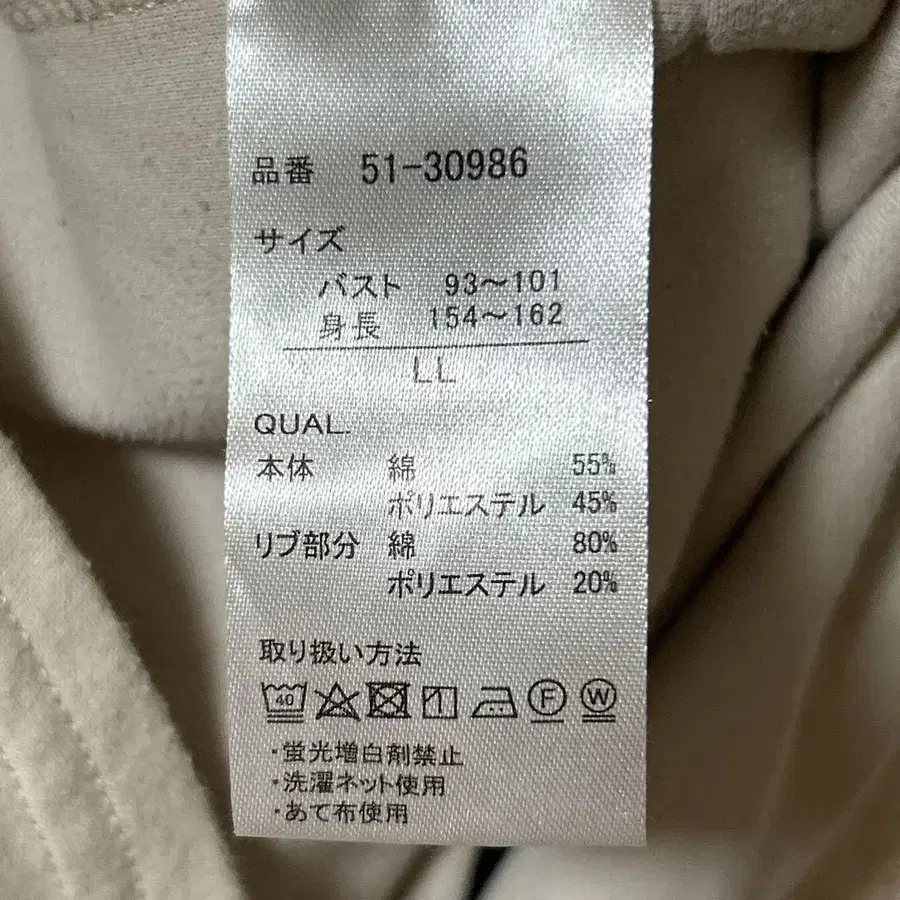 品番 51-30986
サイズ
バスト 93～101
身長 154～162
LL
QUAL.
本体 綿 55%
ポリエステル 45%
リブ部分 綿 80%
ポリエステル 20%
取り扱い方法
40 F W
・蛍光増白剤禁止
・洗濯ネット使用
・あて布使用